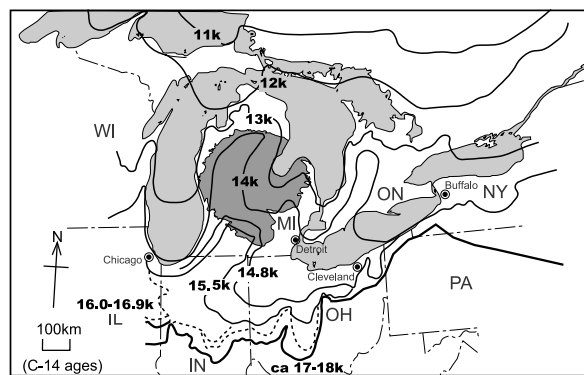 11k
12k
13k
WI
14k
ON
Buffalo
NY
MI
N
Detroit
Chicago
14.8k
Cleveland
15.5k
PA
16.0-16.9k
IL
OH
100km
IN
(C-14 ages)
ca 17-18k